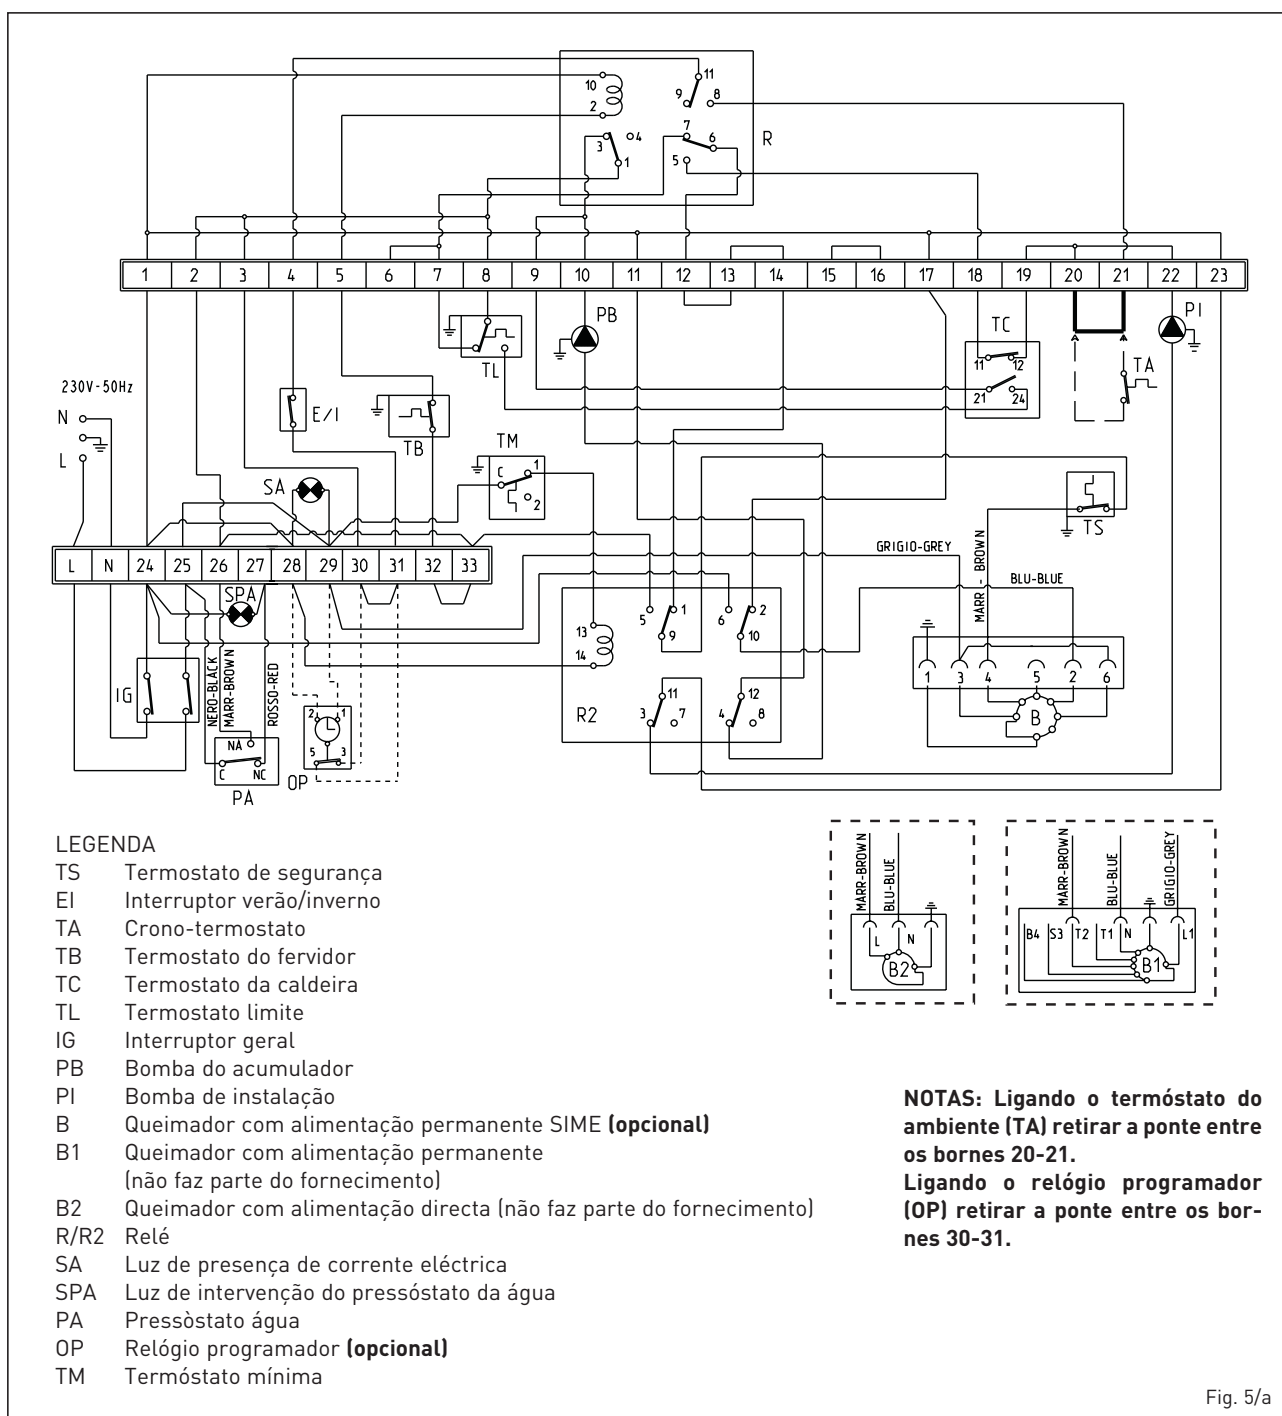 10
2
3
4
1
11
9
8
7
6
5
R
1 2 3 4 5 6 7 8 9 10 11 12 13 14 15 16 17 18 19 20 21 22 23
PB
TL
TC
11 12
21 24
PI
TA
230V-50Hz
N
L
E/I
TB
TM
C 1
2
SA
TS
L N 24 25 26 27 28 29 30 31 32 33
SPA
GRIGIO-GREY
MARR - BROWN
BLU-BLUE
IG
NERO-BLACK
MARR-BROWN
ROSSO-RED
NA
C NC
PA
2 1
5 3
OP
13
14
R2
5 1
9
6 2
10
11
3 7
12
4 8
1 3 4 5 2 6
B
LEGENDA
TS Termostato de segurança
EI Interruptor verão/inverno
TA Crono-termostato
TB Termostato do fervidor
TC Termostato da caldeira
TL Termostato limite
IG Interruptor geral
PB Bomba do acumulador
PI Bomba de instalação
B Queimador com alimentação permanente SIME (opcional)
B1 Queimador com alimentação permanente
(não faz parte do fornecimento)
B2 Queimador com alimentação directa (não faz parte do fornecimento)
R/R2 Relé
SA Luz de presença de corrente eléctrica
SPA Luz de intervenção do pressóstato da água
PA Pressòstato água
OP Relógio programador (opcional)
TM Termóstato mínima
MARR-BROWN
BLU-BLUE
L N
B2
MARR-BROWN
BLU-BLUE
GRIGIO-GREY
B4 S3 T2 T1 N L1
B1
NOTAS: Ligando o termóstato do
ambiente (TA) retirar a ponte entre
os bornes 20-21.
Ligando o relógio programador
(OP) retirar a ponte entre os bor-
nes 30-31.
Fig. 5/a